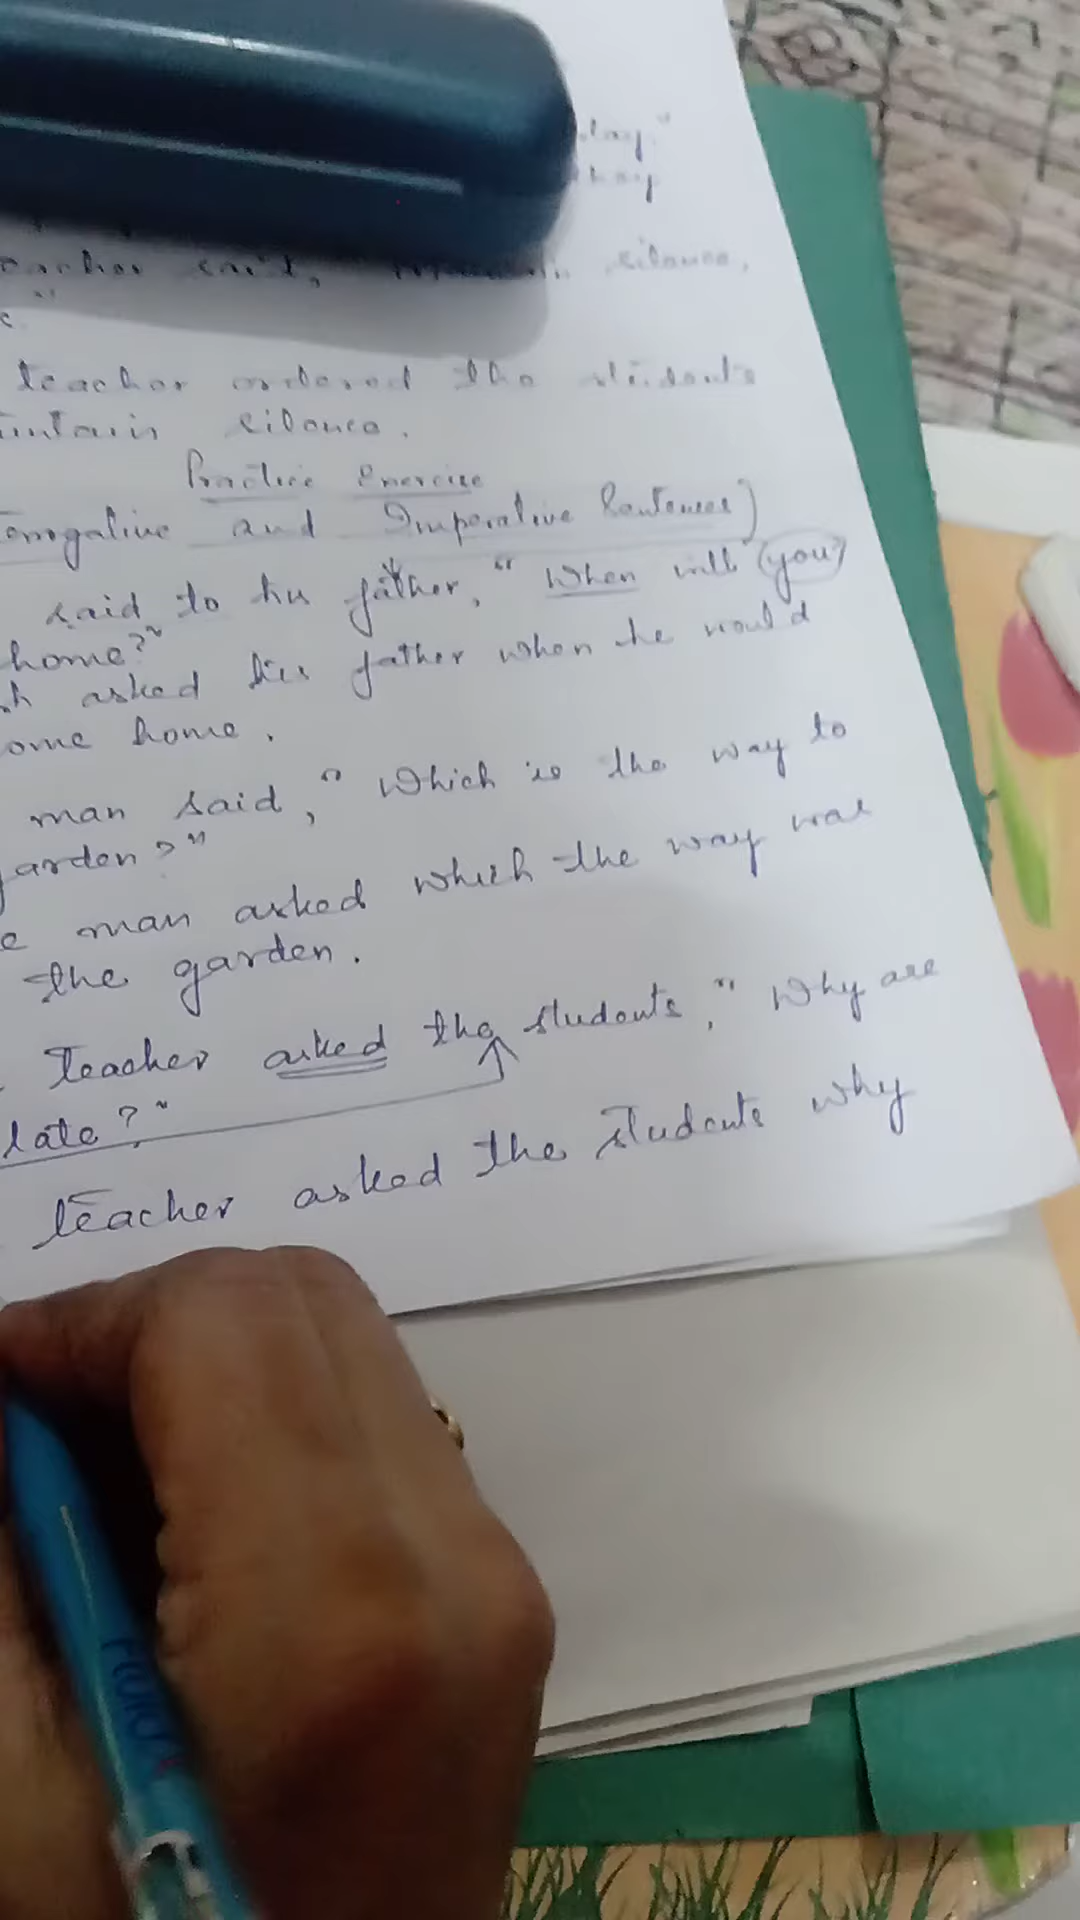 silence,
teacher ordered the students
silence.
Practice Exercise
and Imperative Sentences)
said to his father, "When will you
home?"
asked his father when he would
home.
man said, "Which is the way to
garden?"
man asked which the way was
the garden.
Teacher asked the students, "Why are
late?"
teacher asked the students why